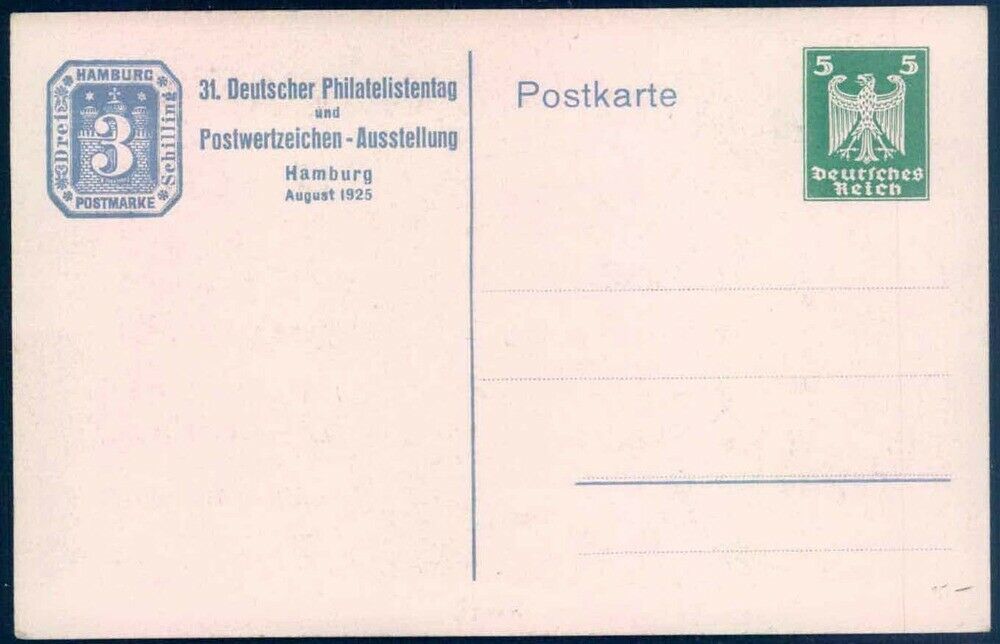 HAMBURG
Drei
3
Schilling
POSTMARKE
31. Deutscher Philatelistentag
und
Postwertzeichen-Ausstellung
Hamburg
August 1925
Postkarte
5 5
Deutsches
Reich